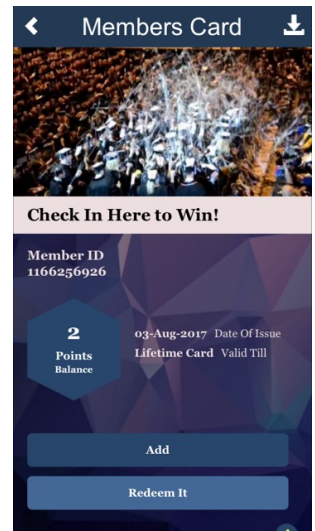 Members Card
Check In Here to Win!
Member ID
1166256926
2
Points
Balance
03-Aug-2017 Date Of Issue
Lifetime Card Valid Till
Add
Redeem It